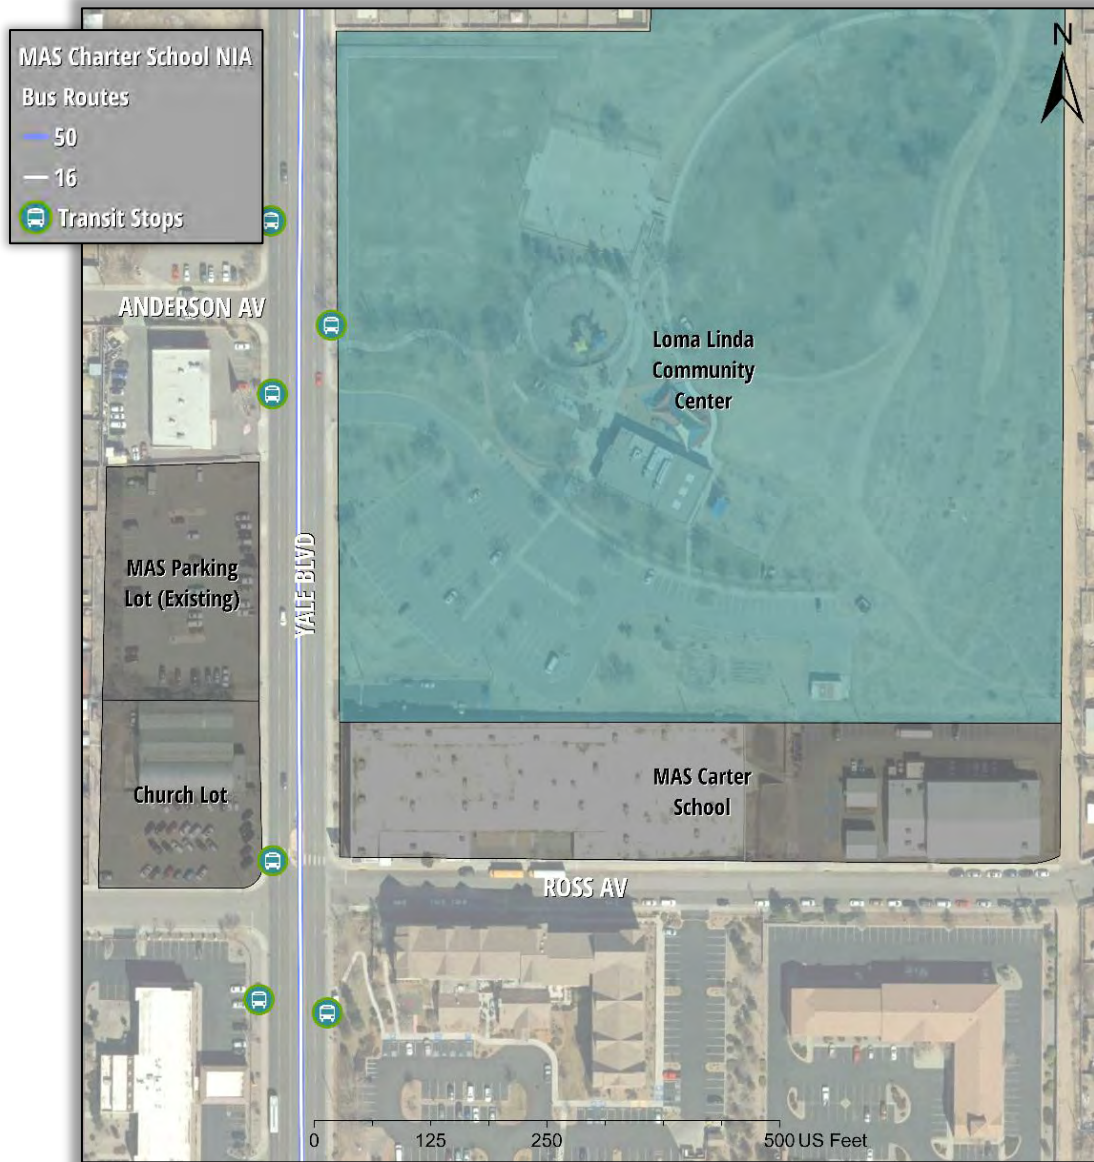 MAS Charter School NIA
Bus Routes
50
16
Transit Stops
N
ANDERSON AV
Loma Linda
Community
Center
MAS Parking
Lot (Existing)
YALE BLVD
Church Lot
MAS Carter
School
ROSS AV
0 125 250 500 US Feet